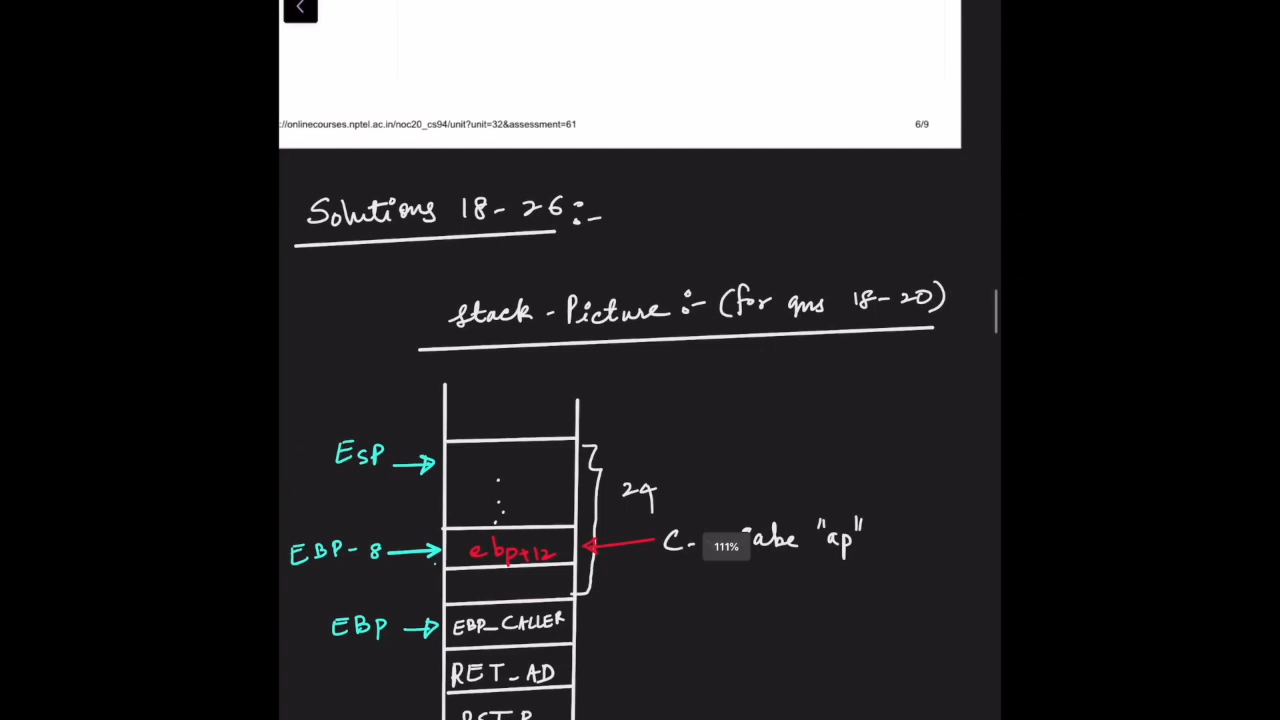 ://onlinecourses.nptel.ac.in/noc20_cs94/unit?unit=32&assessment=61 6/9
Solutions 18-26:-
Stack-Picture:- (for qns 18-20)
ESP
24
EBP-8 ebp+12 C- "ap"
111%
EBP EBP_CALLER
RET_AD